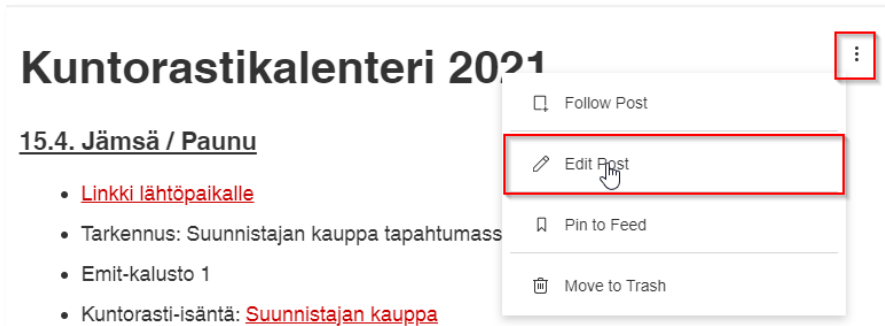 Kuntorastikalenteri 2021
15.4. Jämsä / Paunu
Linkki lähtöpaikalle
Tarkennus: Suunnistajan kauppa
Emit-kalusto 1
Kuntorasti-isäntä: Suunnistajan kauppa
Follow Post
Edit Post
Pin to Feed
Move to Trash